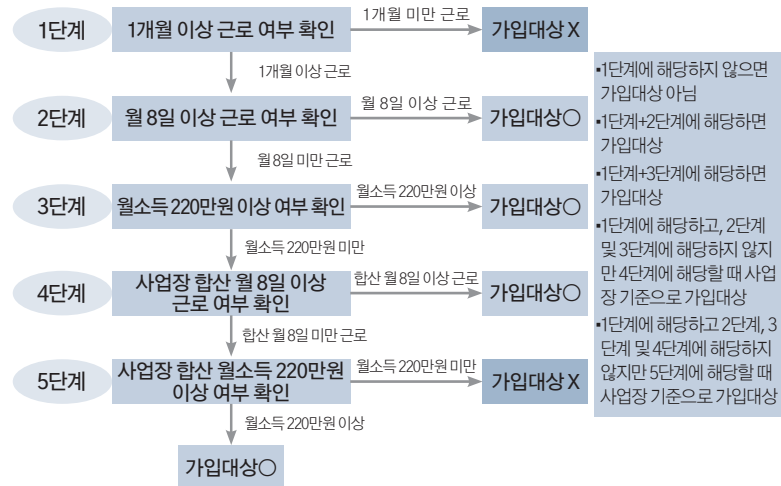 1단계
1개월 이상 근로 여부 확인
1개월 미만 근로
가입대상 X
1개월 이상 근로
2단계
월 8일 이상 근로 여부 확인
월 8일 이상 근로
가입대상〇
월 8일 미만 근로
3단계
월소득 220만원 이상 여부 확인
월소득 220만원 이상
가입대상〇
월소득 220만원 미만
4단계
사업장 합산 월 8일 이상
근로 여부 확인
합산 월 8일 이상 근로
가입대상〇
합산 월 8일 미만 근로
5단계
사업장 합산 월소득 220만원
이상 여부 확인
월소득 220만원 미만
가입대상 X
월소득 220만원 이상
가입대상〇
▪1단계에 해당하지 않으면
가입대상 아님
▪1단계+2단계에 해당하면
가입대상
▪1단계+3단계에 해당하면
가입대상
▪1단계에 해당하고, 2단계
및 3단계에 해당하지 않지
만 4단계에 해당할 때 사업
장 기준으로 가입대상
▪1단계에 해당하고 2단계, 3
단계 및 4단계에 해당하지
않지만 5단계에 해당할 때
사업장 기준으로 가입대상